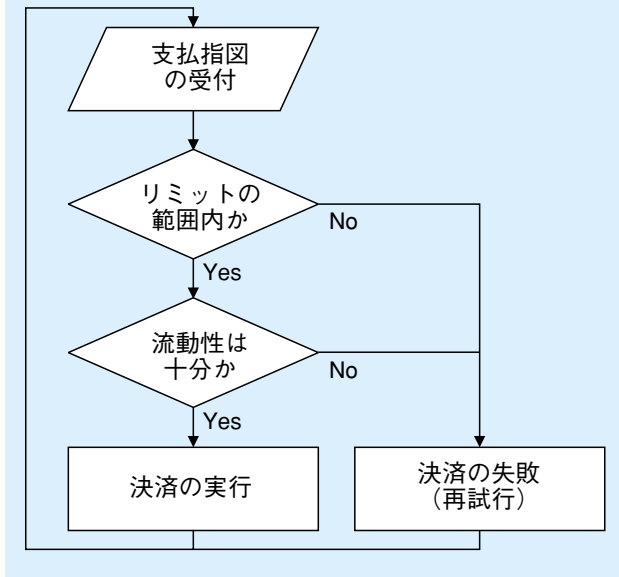 支払指図
の受付
リミットの
範囲内か
No
Yes
流動性は
十分か
No
Yes
決済の実行
決済の失敗
（再試行）